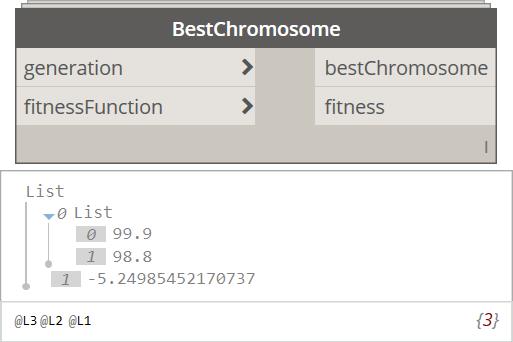 BestChromosome
generation > bestChromosome
fitnessFunction > fitness
l
List
0 List
0 99.9
1 98.8
1 -5.24985452170737
@L3 @L2 @L1 {3}